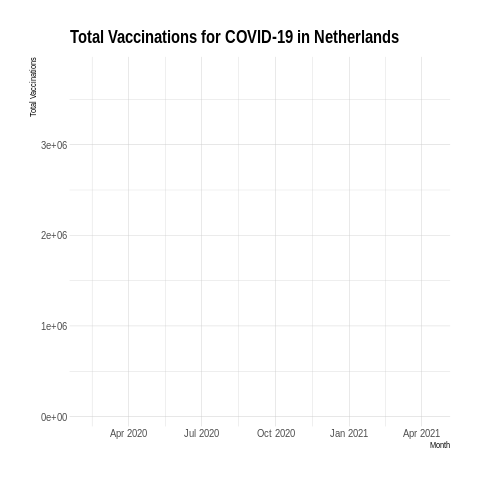 Total Vaccinations for COVID-19 in Netherlands
Total Vaccinations
3e+06
2e+06
1e+06
0e+00
Apr 2020 Jul 2020 Oct 2020 Jan 2021 Apr 2021
Month